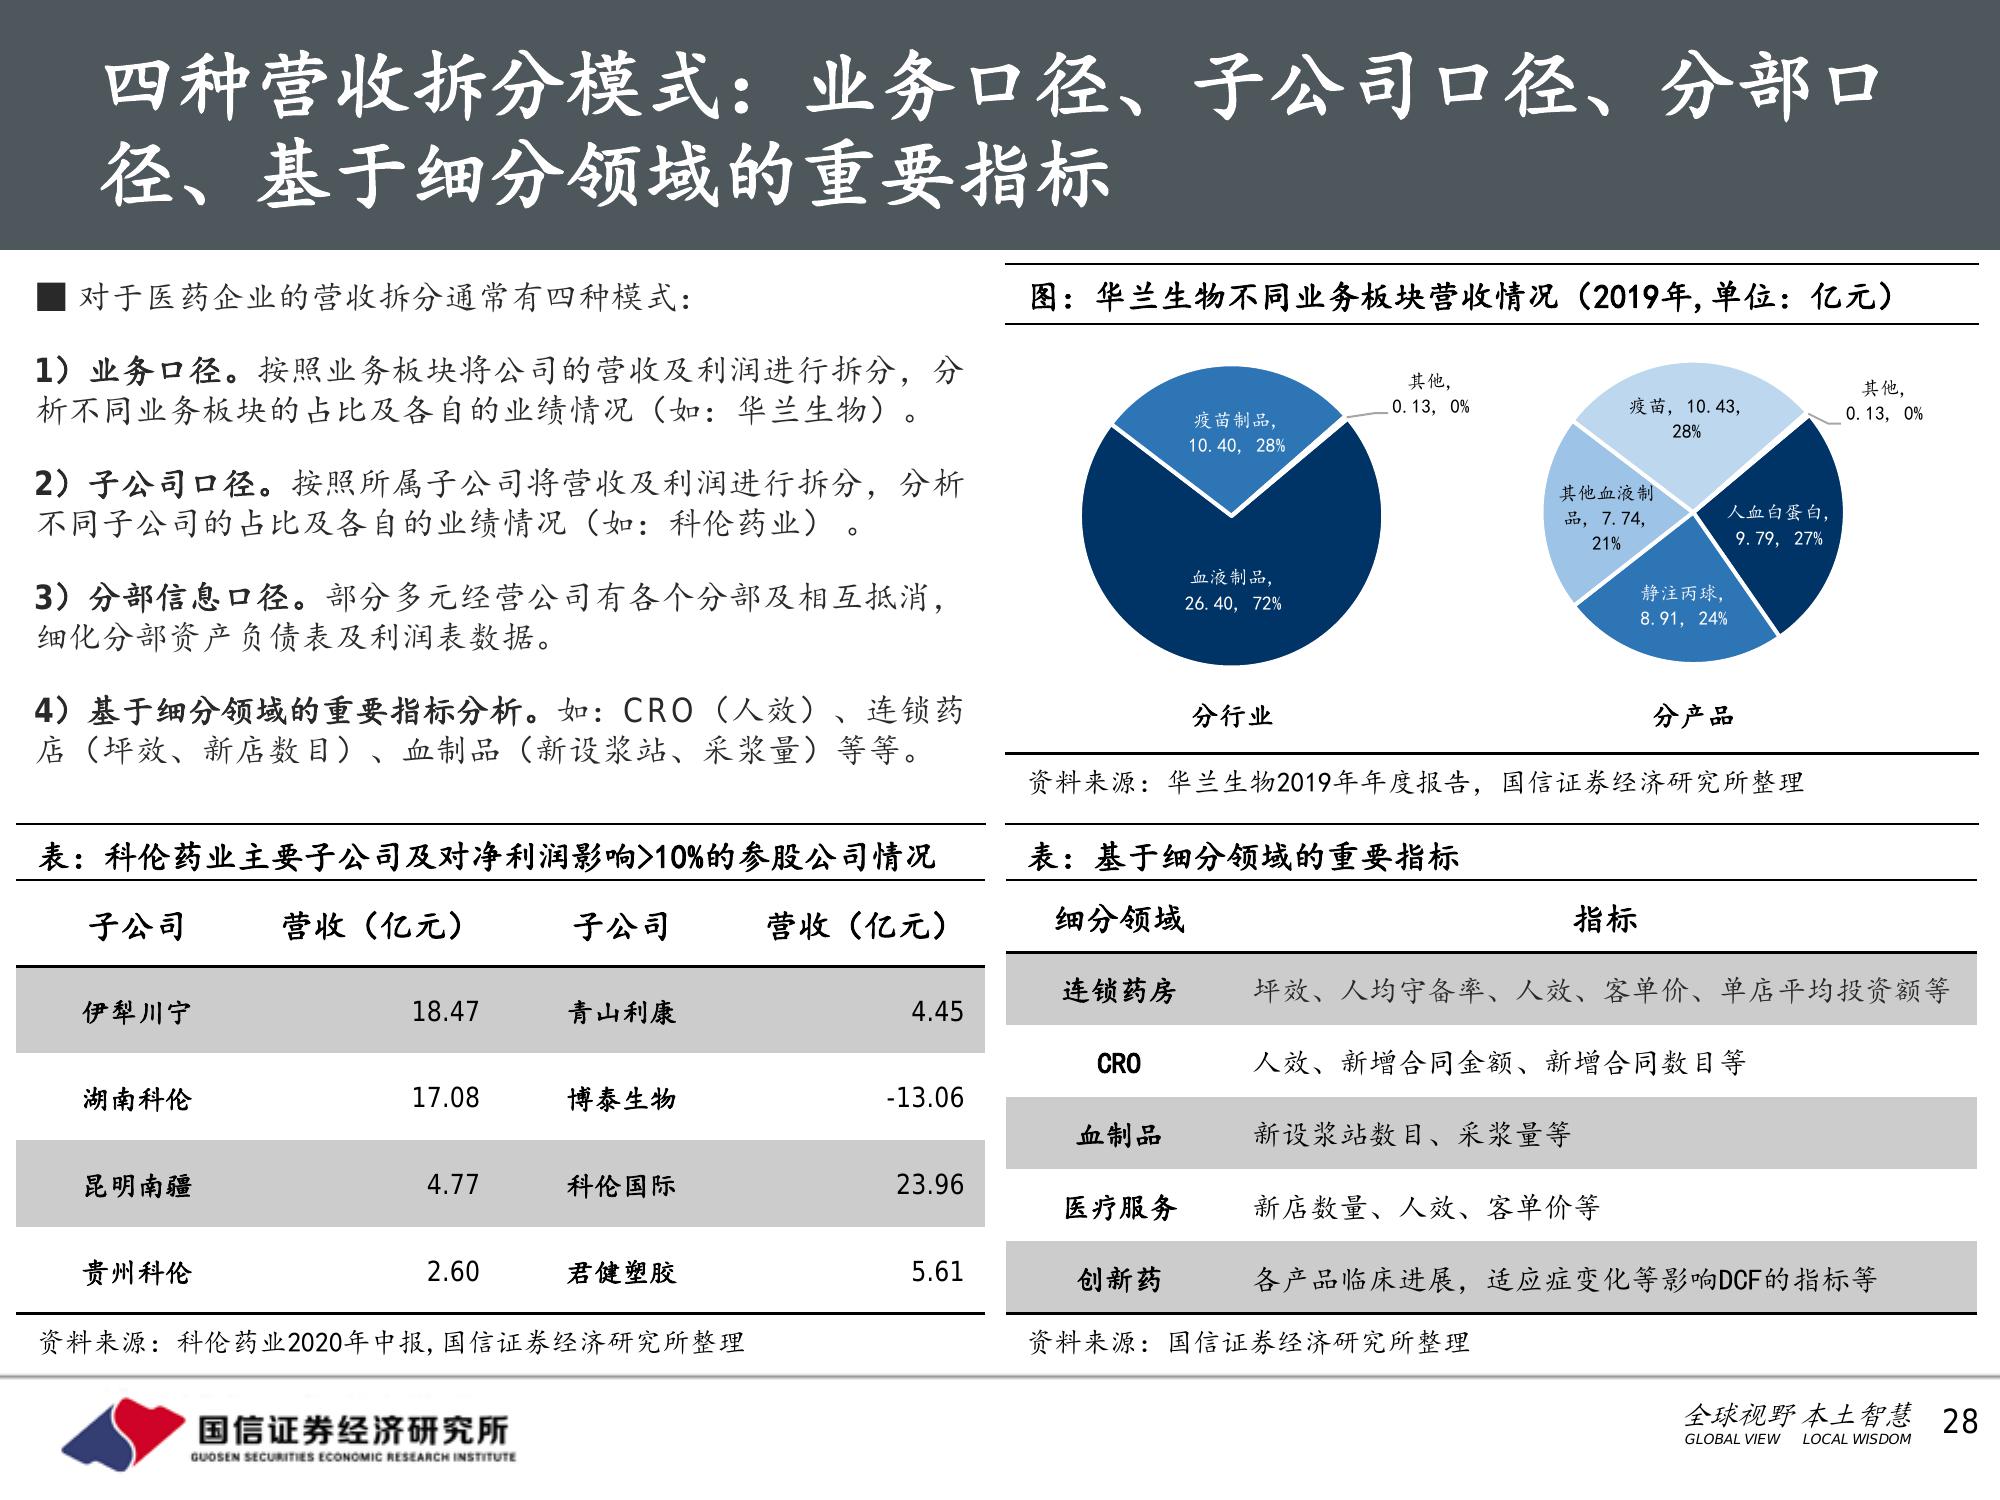 四种营收拆分模式：业务口径、子公司口径、分部口
径、基于细分领域的重要指标
■ 对于医药企业的营收拆分通常有四种模式：
1）业务口径。按照业务板块将公司的营收及利润进行拆分，分
析不同业务板块的占比及各自的业绩情况（如：华兰生物）。
2）子公司口径。按照所属子公司将营收及利润进行拆分，分析
不同子公司的占比及各自的业绩情况（如：科伦药业） 。
3）分部信息口径。部分多元经营公司有各个分部及相互抵消，
细化分部资产负债表及利润表数据。
4）基于细分领域的重要指标分析。如：CRO（人效）、连锁药
店（坪效、新店数目）、血制品（新设浆站、采浆量）等等。
图：华兰生物不同业务板块营收情况（2019年,单位：亿元）
疫苗制品,
10.40, 28%
其他,
0.13, 0%
血液制品,
26.40, 72%
分行业
疫苗, 10.43,
28%
其他,
0.13, 0%
其他血液制
品, 7.74,
21%
人血白蛋白,
9.79, 27%
静注丙球,
8.91, 24%
分产品
资料来源：华兰生物2019年年度报告，国信证券经济研究所整理
表：科伦药业主要子公司及对净利润影响>10%的参股公司情况
子公司 营收（亿元） 子公司 营收（亿元）
伊犁川宁 18.47 青山利康 4.45
湖南科伦 17.08 博泰生物 -13.06
昆明南疆 4.77 科伦国际 23.96
贵州科伦 2.60 君健塑胶 5.61
资料来源：科伦药业2020年中报,国信证券经济研究所整理
表：基于细分领域的重要指标
细分领域 指标
连锁药房 坪效、人均守备率、人效、客单价、单店平均投资额等
CRO 人效、新增合同金额、新增合同数目等
血制品 新设浆站数目、采浆量等
医疗服务 新店数量、人效、客单价等
创新药 各产品临床进展，适应症变化等影响DCF的指标等
资料来源：国信证券经济研究所整理
国信证券经济研究所
GUOSEN SECURITIES ECONOMIC RESEARCH INSTITUTE
全球视野 本土智慧
GLOBAL VIEW LOCAL WISDOM
28